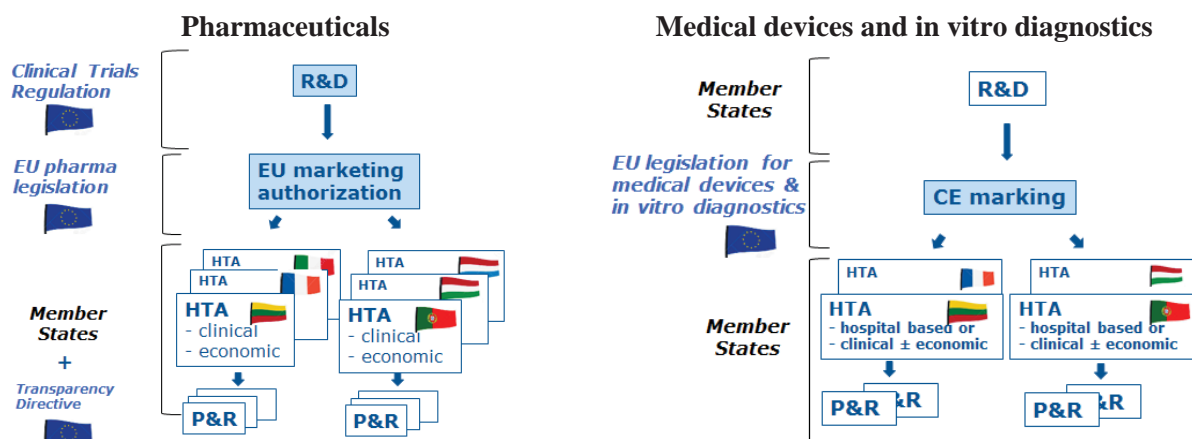 Pharmaceuticals
Clinical Trials
Regulation
R&D
EU pharma
legislation
EU marketing
authorization
HTA
HTA
HTA
- clinical
- economic
HTA
HTA
HTA
- clinical
- economic
Member
States
+
Transparency
Directive
P&R
P&R
Medical devices and in vitro diagnostics
Member
States
R&D
EU legislation for
medical devices &
in vitro diagnostics
CE marking
Member
States
HTA
HTA
- hospital based or
- clinical ± economic
HTA
HTA
- hospital based or
- clinical ± economic
P&R
P&R
P&R
P&R